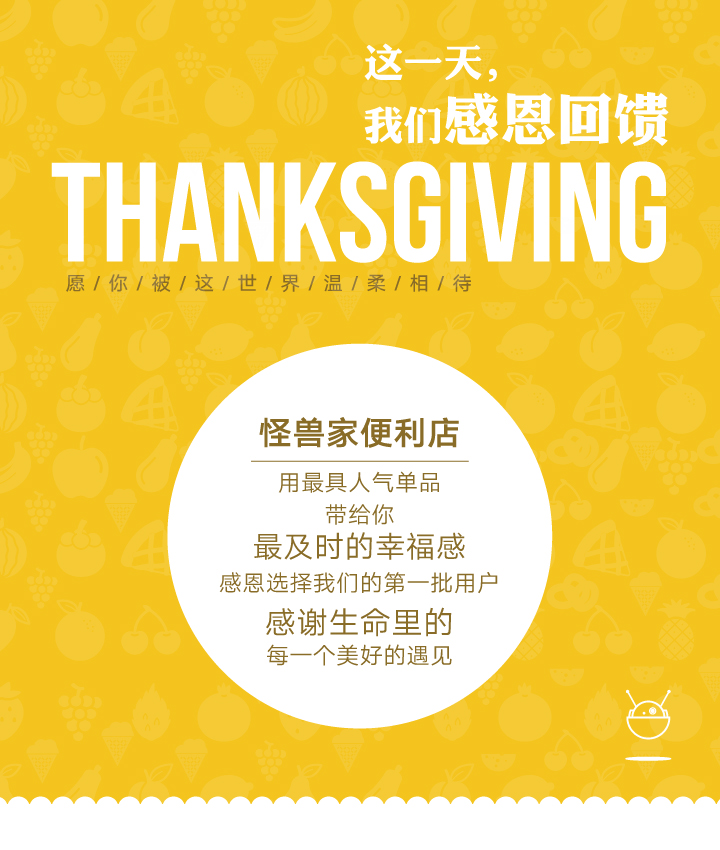 这一天，
我们感恩回馈
THANKSGIVING
愿/你/被/这/世/界/温/柔/相/待
怪兽家便利店
用最具人气单品
带给你
最及时的幸福感
感恩选择我们的第一批用户
感谢生命里的
每一个美好的遇见